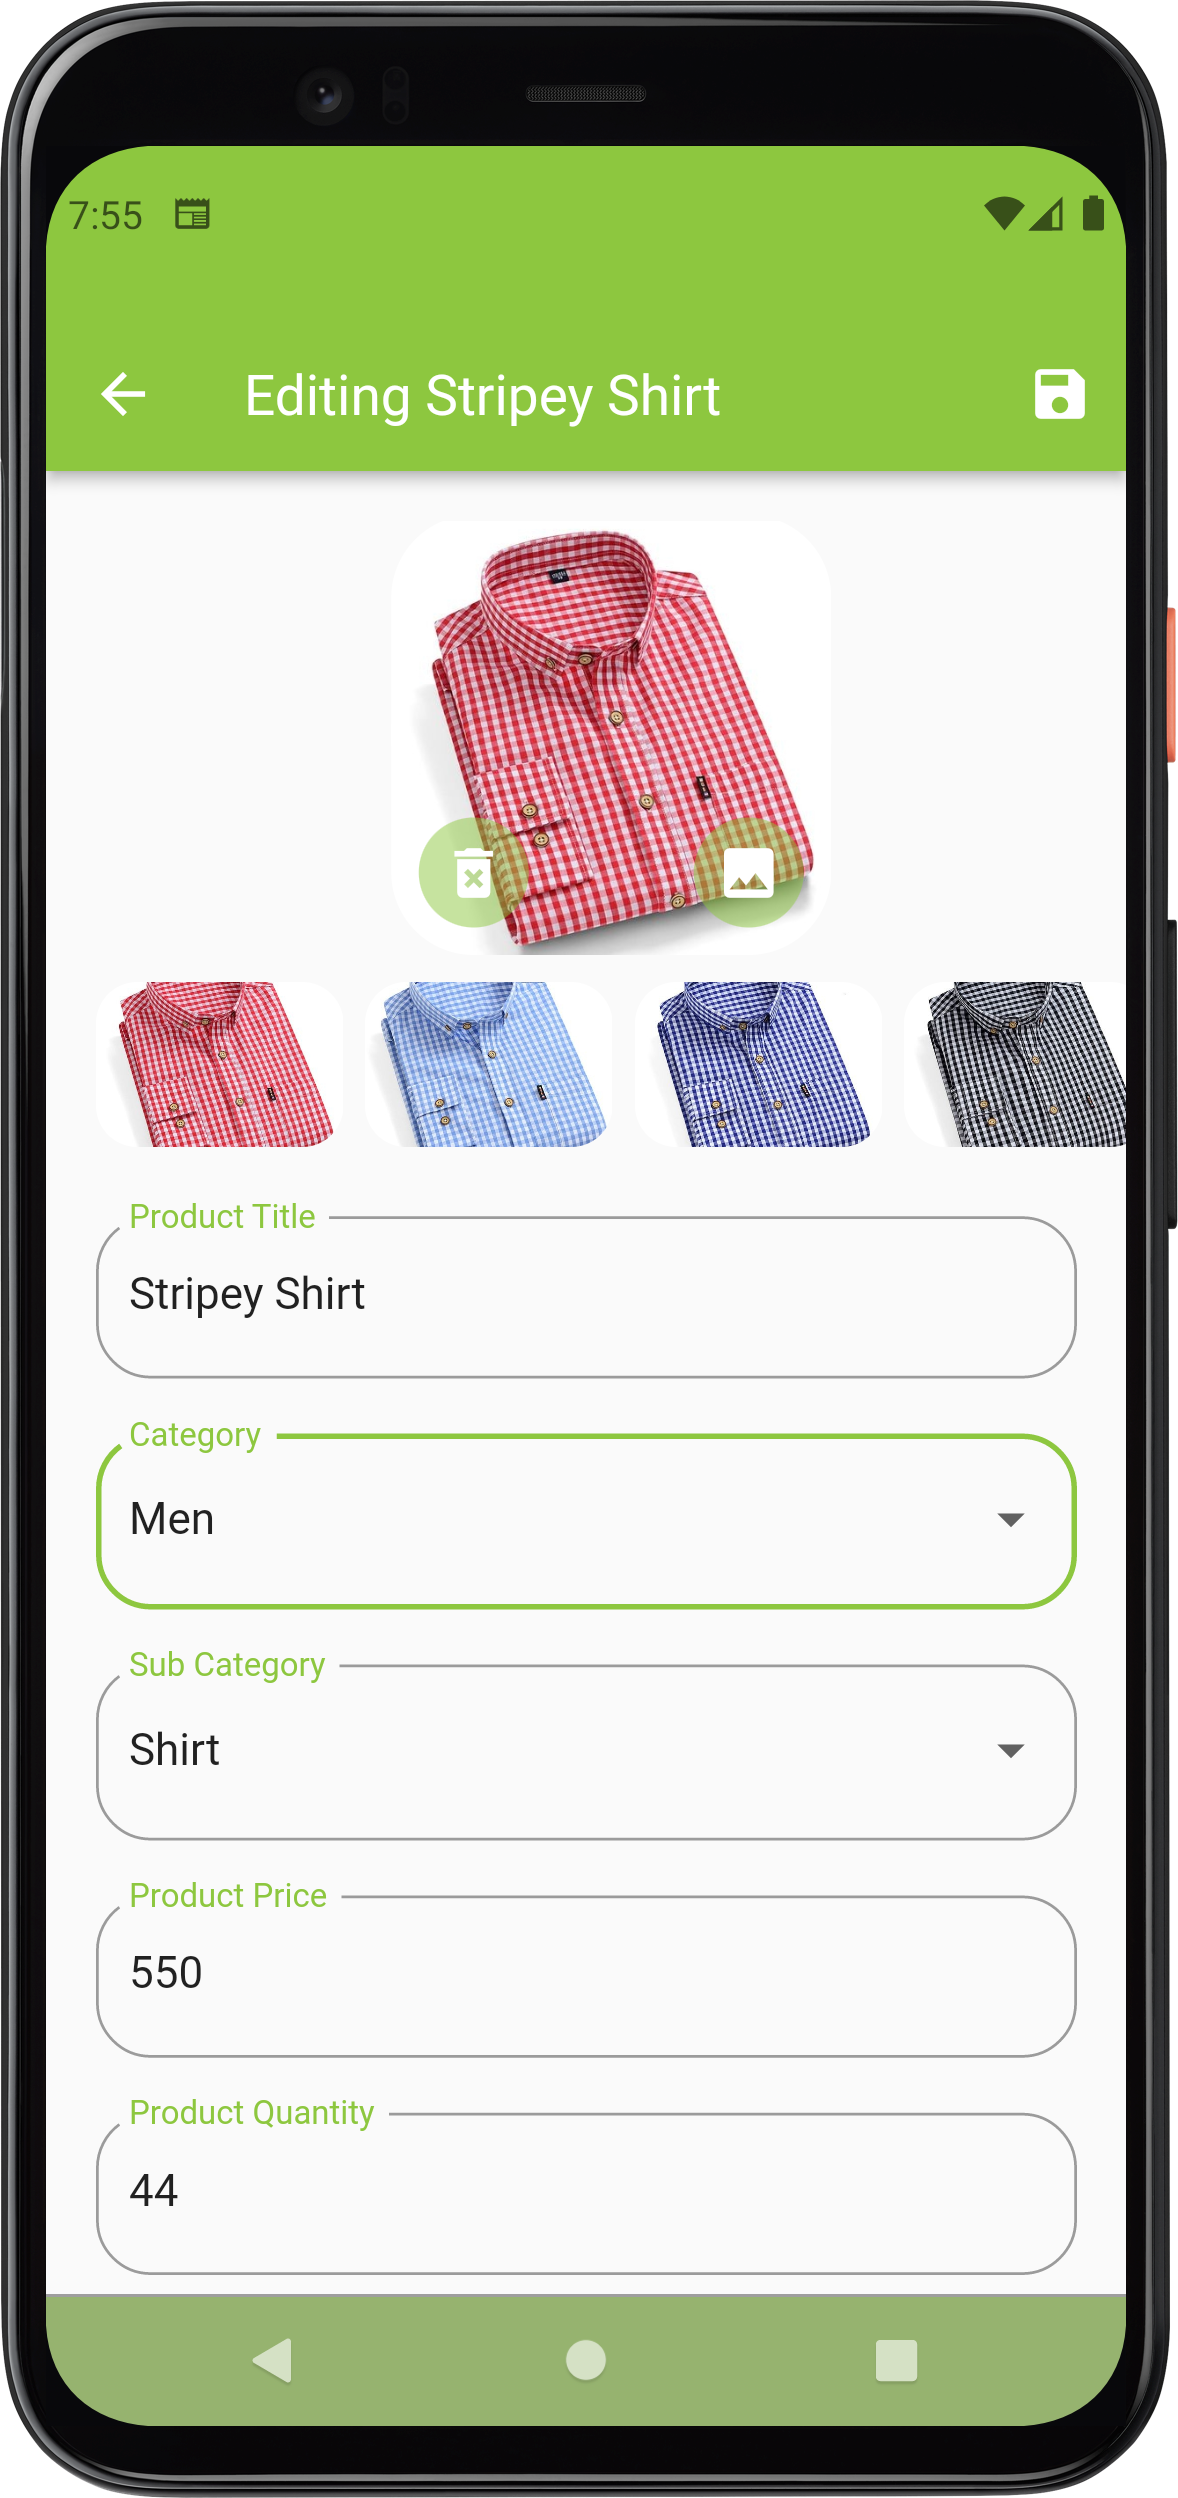 7:55
Editing Stripey Shirt
Product Title
Stripey Shirt
Category
Men
Sub Category
Shirt
Product Price
550
Product Quantity
44